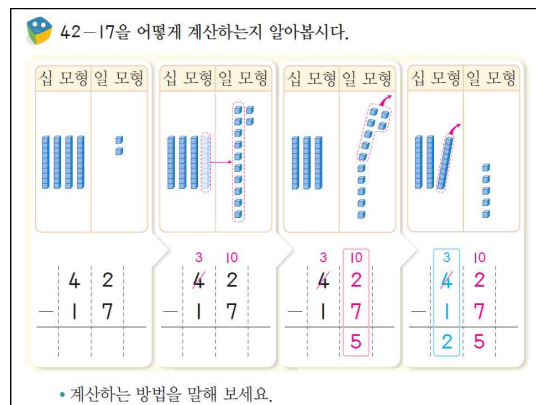 42－17을 어떻게 계산하는지 알아봅시다.
십 모형 일 모형 십 모형 일 모형 십 모형 일 모형 십 모형 일 모형
3 10 3 10 3 10
4 2 4 2 4 2 4 2
－ 1 7 － 1 7 － 1 7 － 1 7
5 2 5
• 계산하는 방법을 말해 보세요.